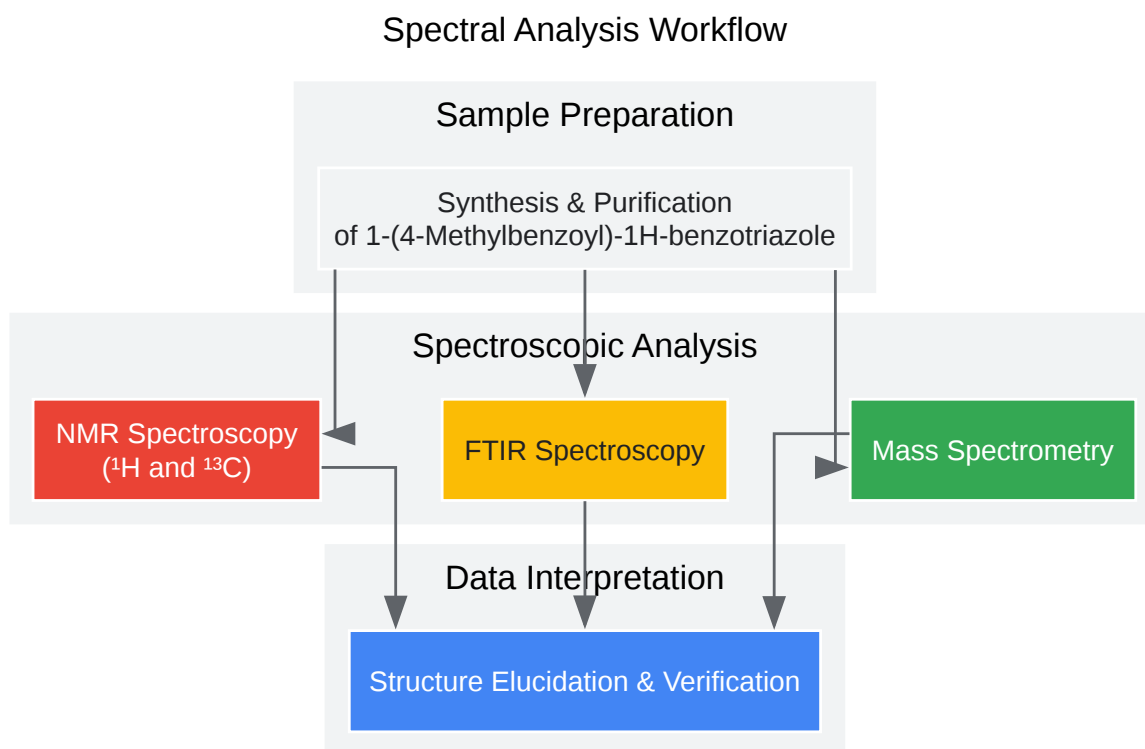 Spectral Analysis Workflow
Sample Preparation
Synthesis & Purification
of 1-(4-Methylbenzoyl)-1H-benzotriazole
Spectroscopic Analysis
NMR Spectroscopy
(¹H and ¹³C)
FTIR Spectroscopy
Mass Spectrometry
Data Interpretation
Structure Elucidation & Verification